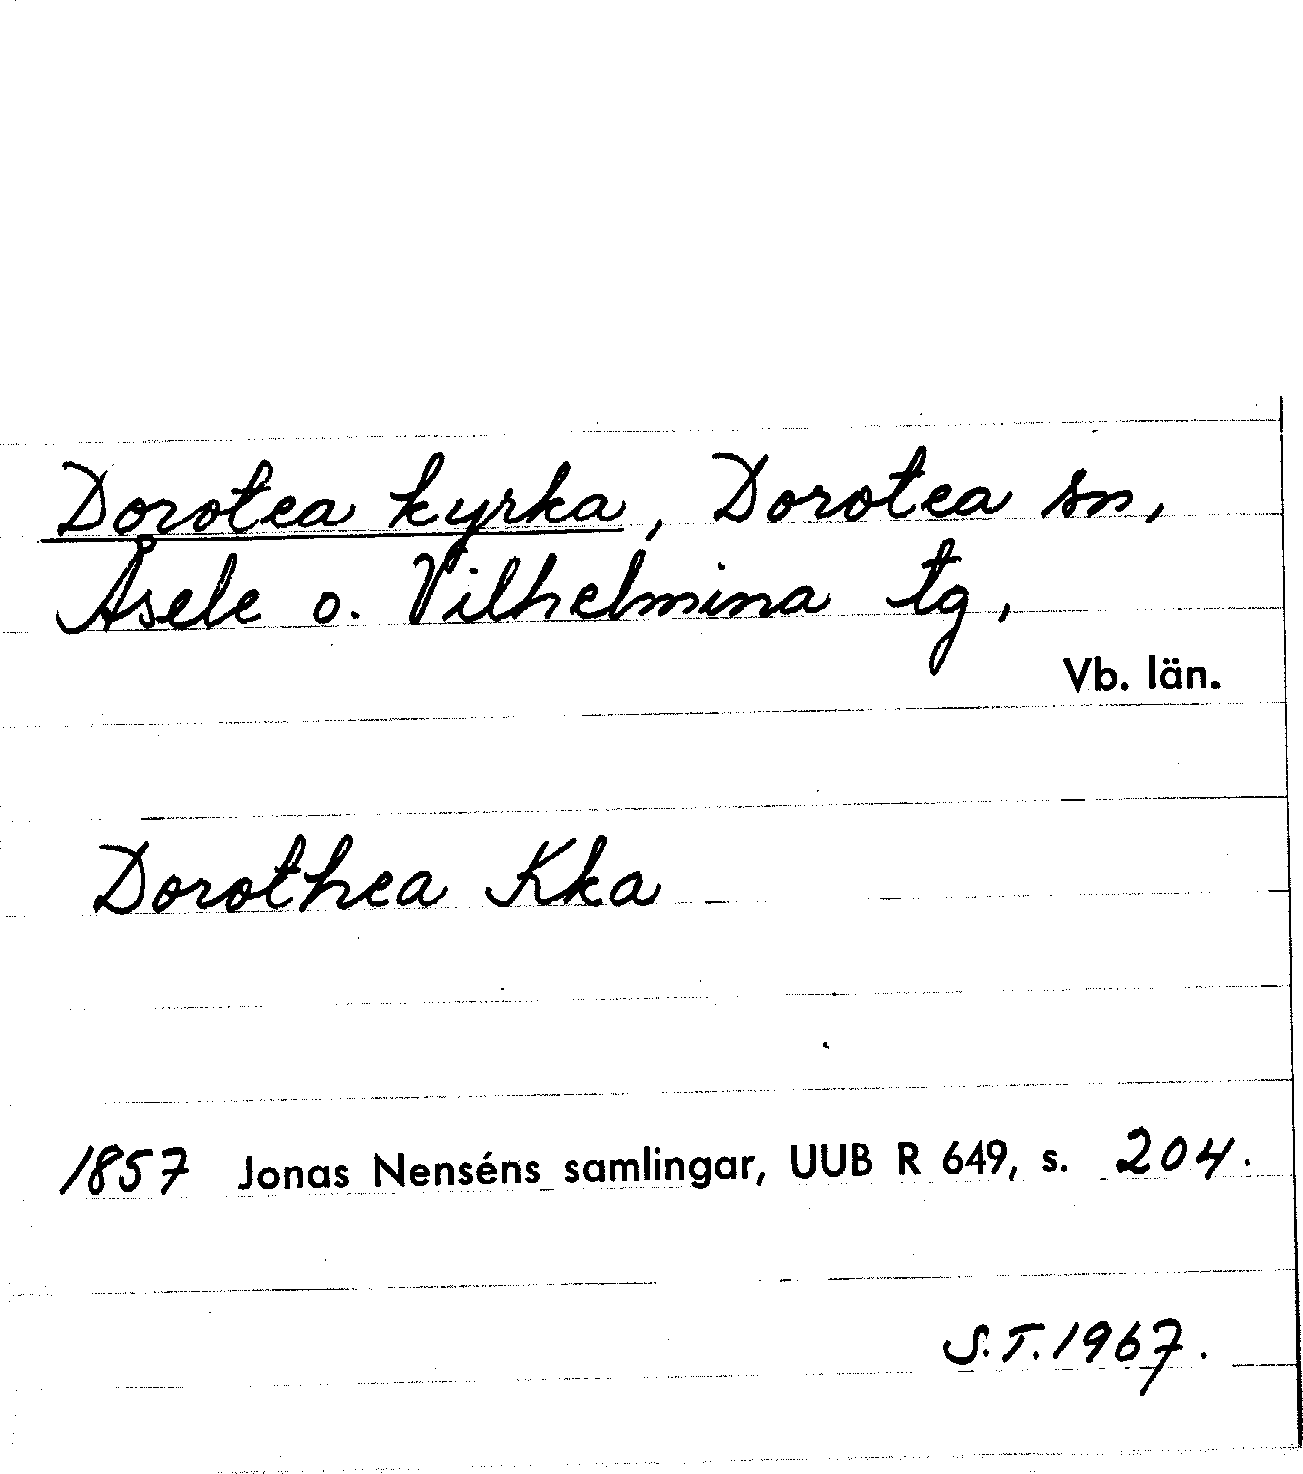 Dorotea kyrka, Dorotea sn,
Åsele o. Vilhelmina tg,
Vb. län.
Dorothea Kka
1857 Jonas Nenséns samlingar, UUB R 649, s. 204.
S.T. 1967.